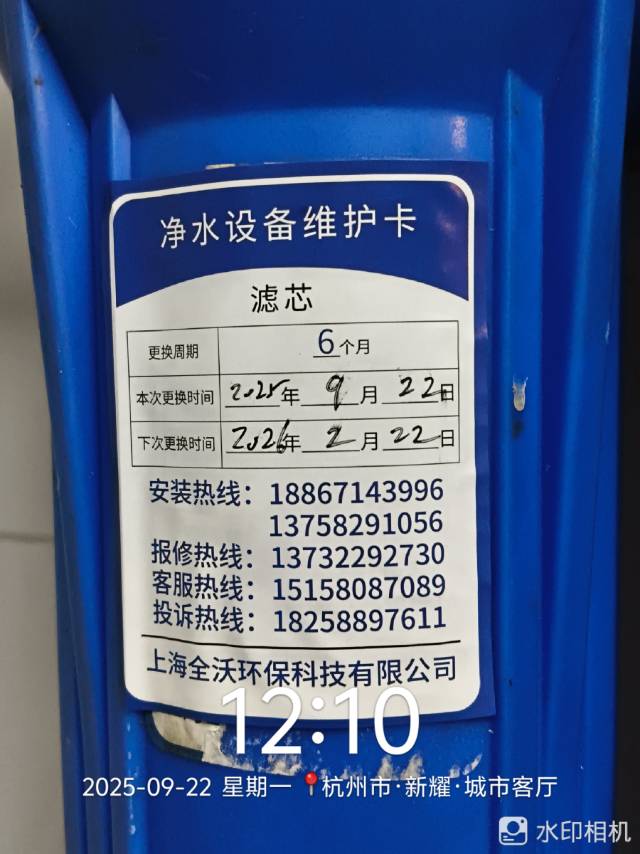 净水设备维护卡
滤芯
更换周期 6个月
本次更换时间 2025年9月22日
下次更换时间 2026年2月22日
安装热线：18867143996
13758291056
报修热线：13732292730
客服热线：15158087089
投诉热线：18258897611
上海全沃环保科技有限公司
12:10
2025-09-22 星期一 杭州市·新耀·城市客厅
水印相机